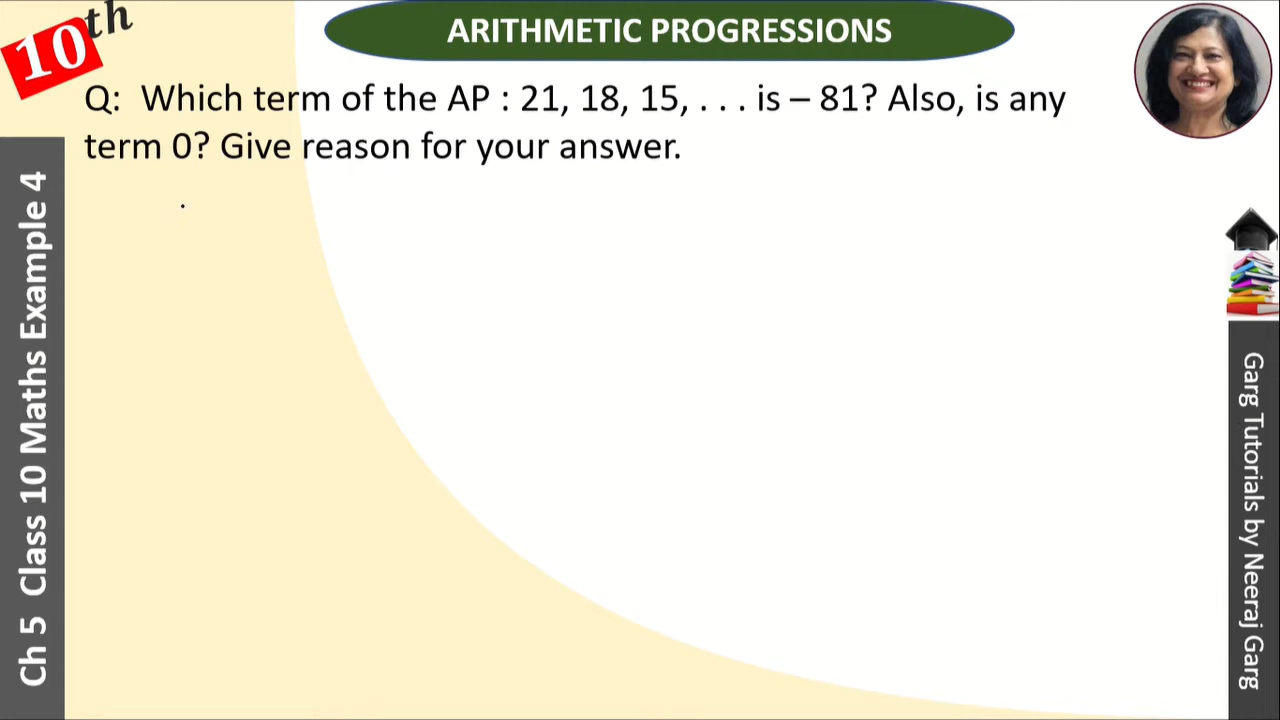 10th
ARITHMETIC PROGRESSIONS
Q: Which term of the AP : 21, 18, 15, . . . is – 81? Also, is any
term 0? Give reason for your answer.
Ch 5 Class 10 Maths Example 4
Garg Tutorials by Neeraj Garg